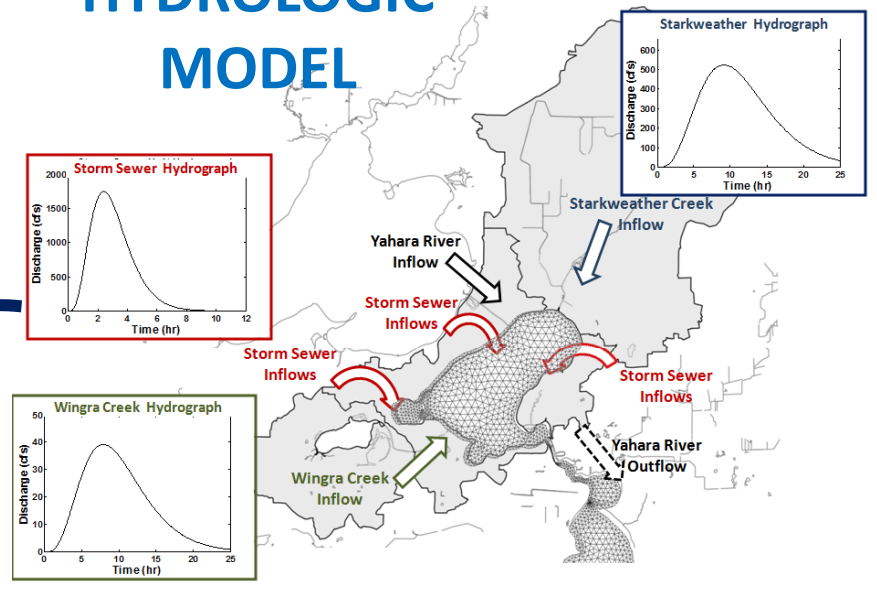 HYDROLOGIC
MODEL
Starkweather Hydrograph
Discharge (cfs)
600
500
400
300
200
100
0
0 5 10 15 20 25
Time (hr)
Storm Sewer Hydrograph
Discharge (cfs)
2000
1500
1000
500
0
0 2 4 6 8 10 12
Time (hr)
Starkweather Creek
Inflow
Yahara River
Inflow
Storm Sewer
Inflows
Storm Sewer
Inflows
Storm Sewer
Inflows
Wingra Creek Hydrograph
Discharge (cfs)
50
40
30
20
10
0
0 5 10 15 20 25
Time (hr)
Wingra Creek
Inflow
Yahara River
Outflow